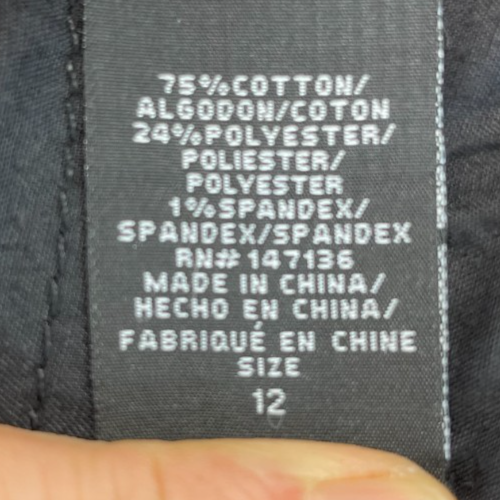 75%COTTON/
ALGODON/COTON
24%POLYESTER/
POLIESTER/
POLYESTER
1%SPANDEX/
SPANDEX/SPANDEX
RN# 147136
MADE IN CHINA/
HECHO EN CHINA/
FABRIQUÉ EN CHINE
SIZE
12